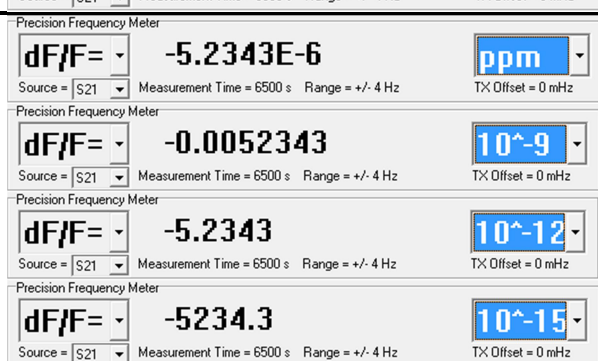 Precision Frequency Meter
dF/F= -5.2343E-6 ppm
Source = S21 Measurement Time = 6500 s Range = +/- 4 Hz TX Offset = 0 mHz
Precision Frequency Meter
dF/F= -0.0052343 10^-9
Source = S21 Measurement Time = 6500 s Range = +/- 4 Hz TX Offset = 0 mHz
Precision Frequency Meter
dF/F= -5.2343 10^-12
Source = S21 Measurement Time = 6500 s Range = +/- 4 Hz TX Offset = 0 mHz
Precision Frequency Meter
dF/F= -5234.3 10^-15
Source = S21 Measurement Time = 6500 s Range = +/- 4 Hz TX Offset = 0 mHz